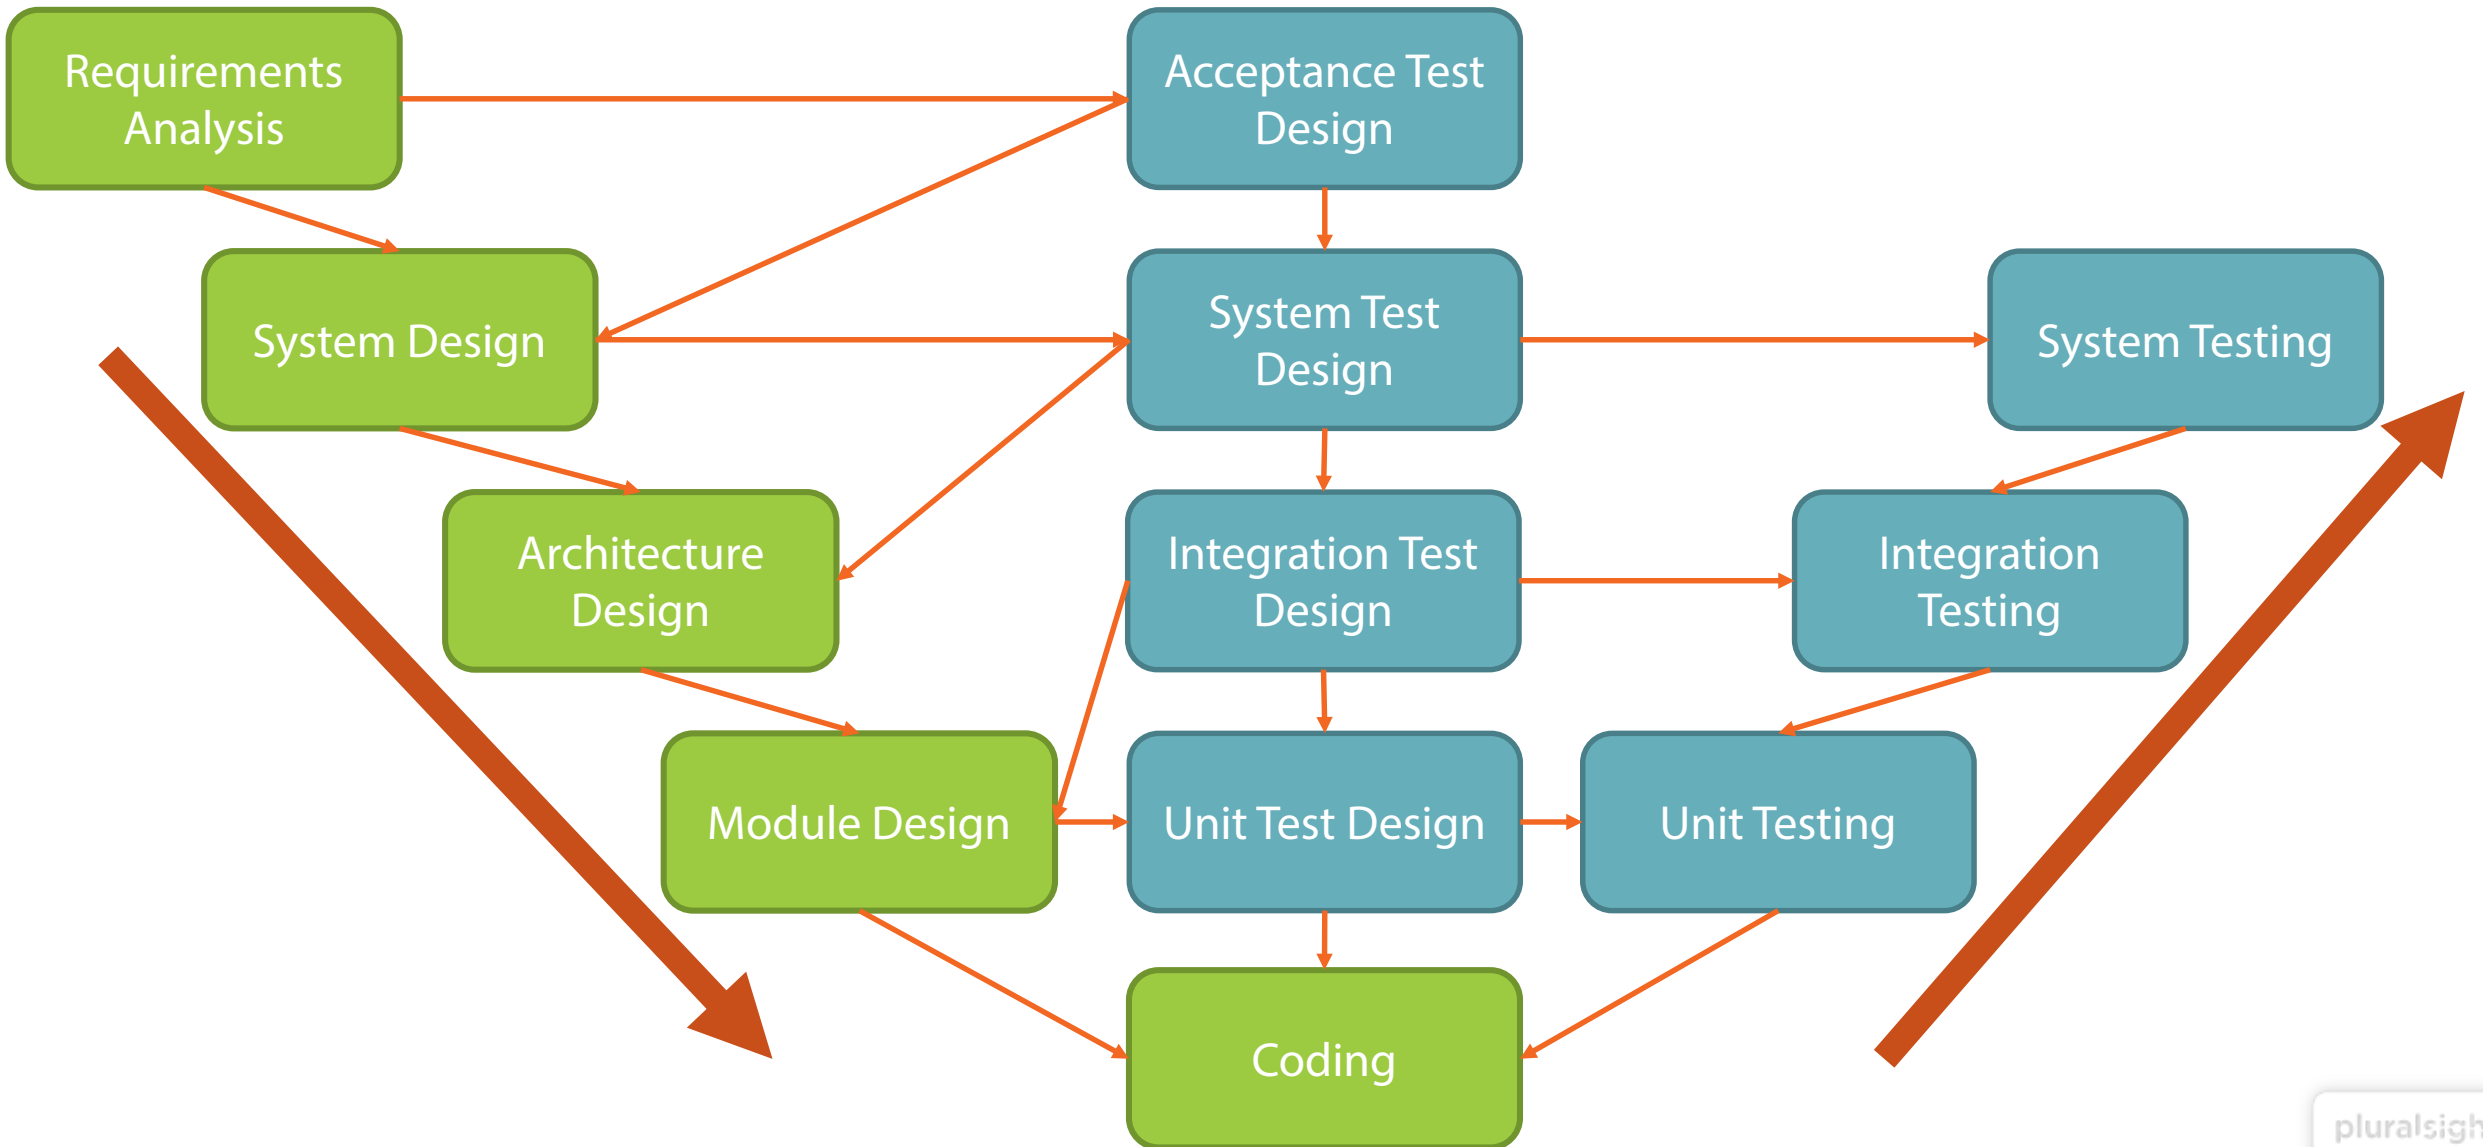 Requirements
Analysis
Acceptance Test
Design
System Design
System Test
Design
System Testing
Architecture
Design
Integration Test
Design
Integration
Testing
Module Design
Unit Test Design
Unit Testing
Coding
pluralsigh